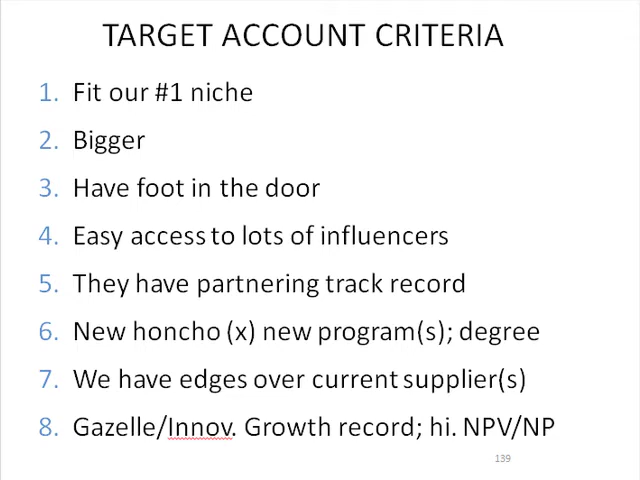 TARGET ACCOUNT CRITERIA
1. Fit our #1 niche
2. Bigger
3. Have foot in the door
4. Easy access to lots of influencers
5. They have partnering track record
6. New honcho (x) new program(s); degree
7. We have edges over current supplier(s)
8. Gazelle/Innov. Growth record; hi. NPV/NP
139